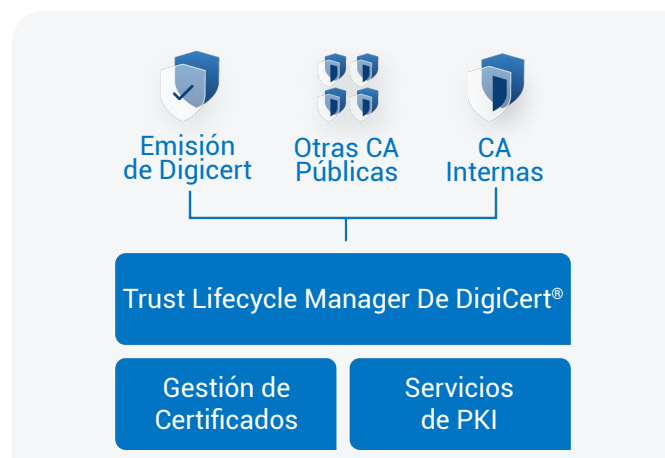 Emisión
de Digicert
Otras CA
Públicas
CA
Internas
Trust Lifecycle Manager De DigiCert®
Gestión de
Certificados
Servicios
de PKI